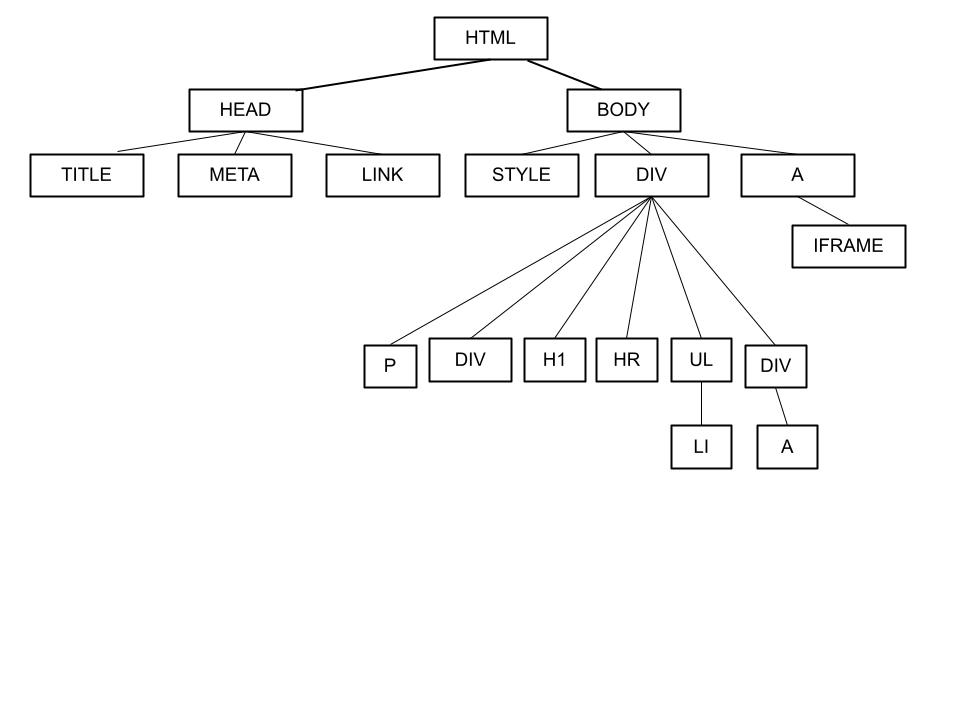 HTML
HEAD
BODY
TITLE
META
LINK
STYLE
DIV
A
IFRAME
P
DIV
H1
HR
UL
DIV
LI
A